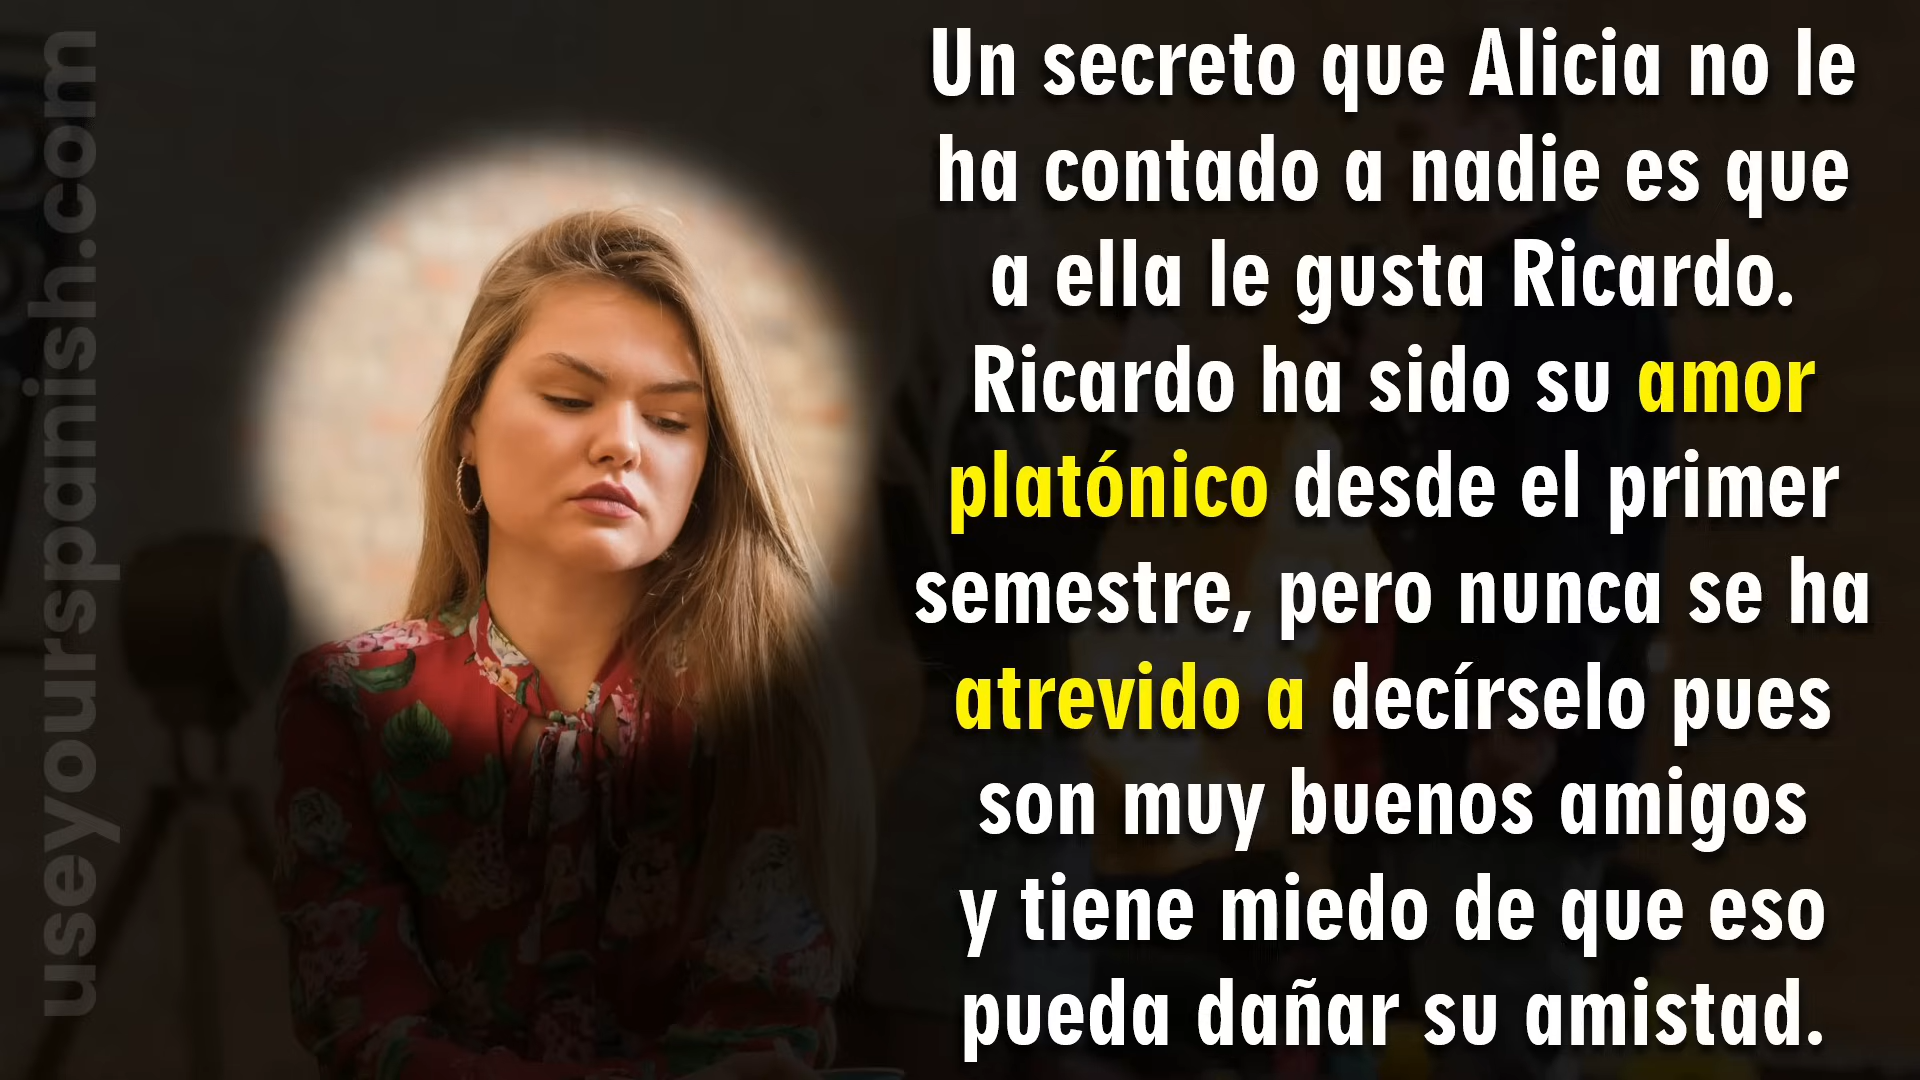 Un secreto que Alicia no le
ha contado a nadie es que
a ella le gusta Ricardo.
Ricardo ha sido su amor
platónico desde el primer
semestre, pero nunca se ha
atrevido a decírselo pues
son muy buenos amigos
y tiene miedo de que eso
pueda dañar su amistad.
useyourspanish.com